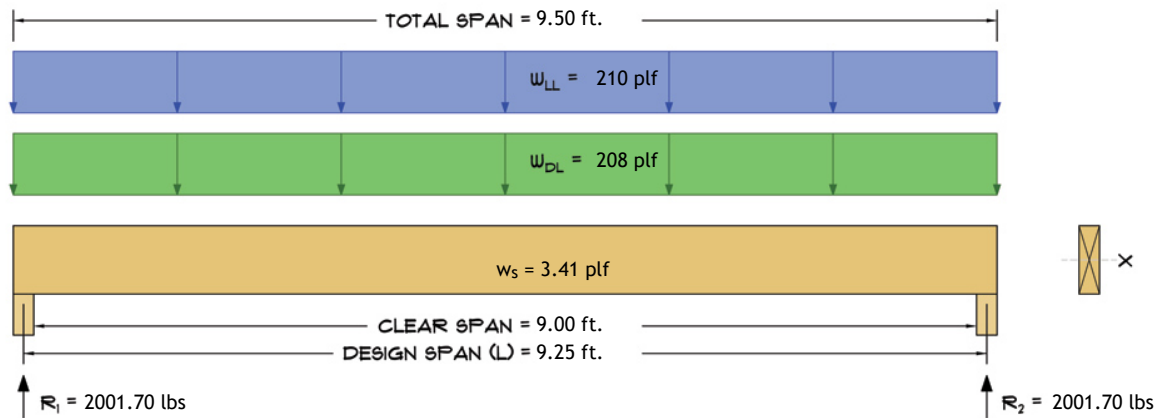 TOTAL SPAN = 9.50 ft.
wLL = 210 plf
wDL = 208 plf
ws = 3.41 plf
X
CLEAR SPAN = 9.00 ft.
DESIGN SPAN (L) = 9.25 ft.
R1 = 2001.70 lbs
R2 = 2001.70 lbs